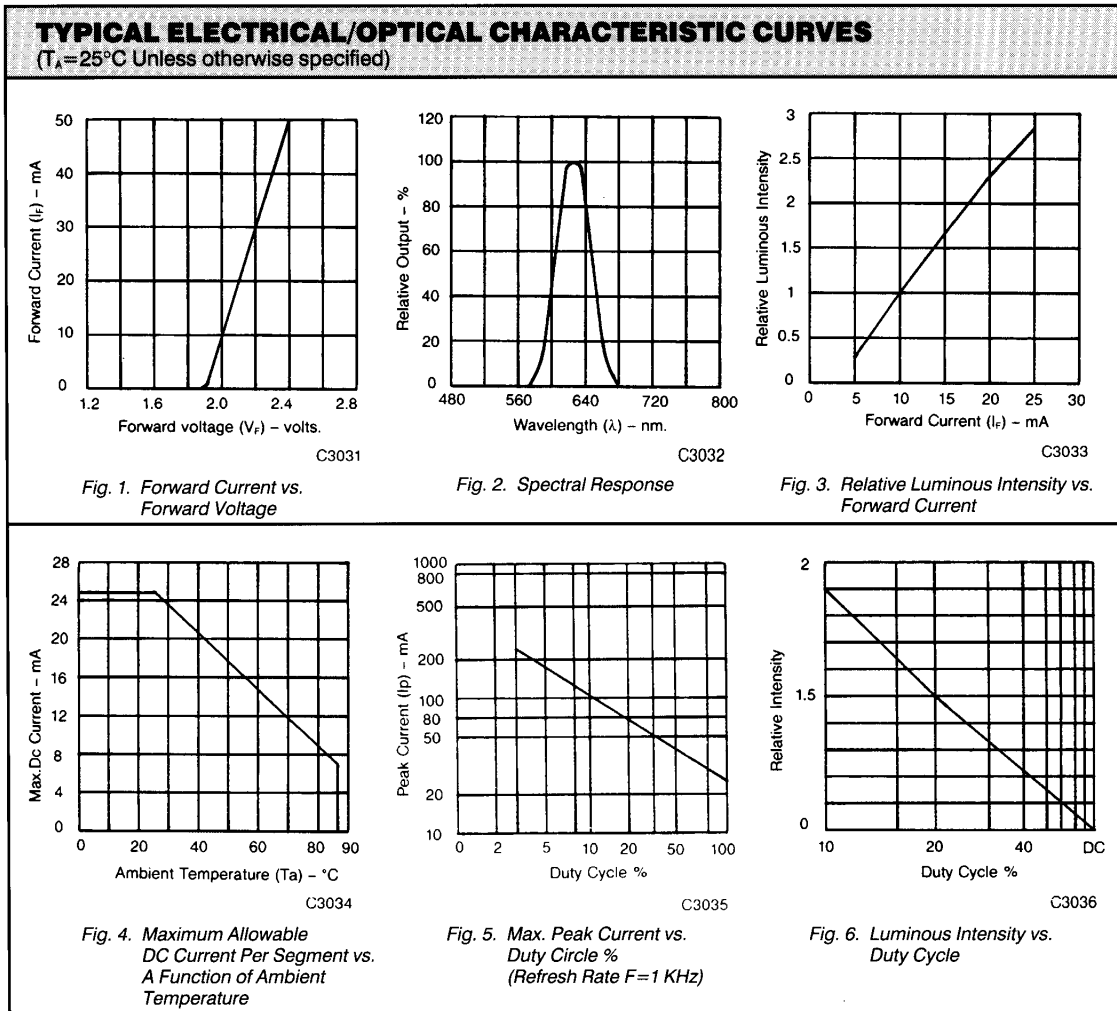 TYPICAL ELECTRICAL/OPTICAL CHARACTERISTIC CURVES
(TA=25°C Unless otherwise specified)
50
40
30
20
10
0
Forward Current (IF) – mA
1.2 1.6 2.0 2.4 2.8
Forward voltage (VF) – volts.
C3031
Fig. 1. Forward Current vs.
Forward Voltage
120
100
80
60
40
20
0
Relative Output – %
480 560 640 720 800
Wavelength (λ) – nm.
C3032
Fig. 2. Spectral Response
3
2.5
2
1.5
1
0.5
0
Relative Luminous Intensity
0 5 10 15 20 25 30
Forward Current (IF) – mA
C3033
Fig. 3. Relative Luminous Intensity vs.
Forward Current
28
24
20
16
12
8
4
0
Max.Dc Current – mA
0 20 40 60 80 90
Ambient Temperature (Ta) – °C
C3034
Fig. 4. Maximum Allowable
DC Current Per Segment vs.
A Function of Ambient
Temperature
1000
800
500
200
100
80
50
20
10
Peak Current (Ip) – mA
0 2 5 10 20 50 100
Duty Cycle %
C3035
Fig. 5. Max. Peak Current vs.
Duty Circle %
(Refresh Rate F=1 KHz)
2
1.5
0
Relative Intensity
10 20 40 DC
Duty Cycle %
C3036
Fig. 6. Luminous Intensity vs.
Duty Cycle